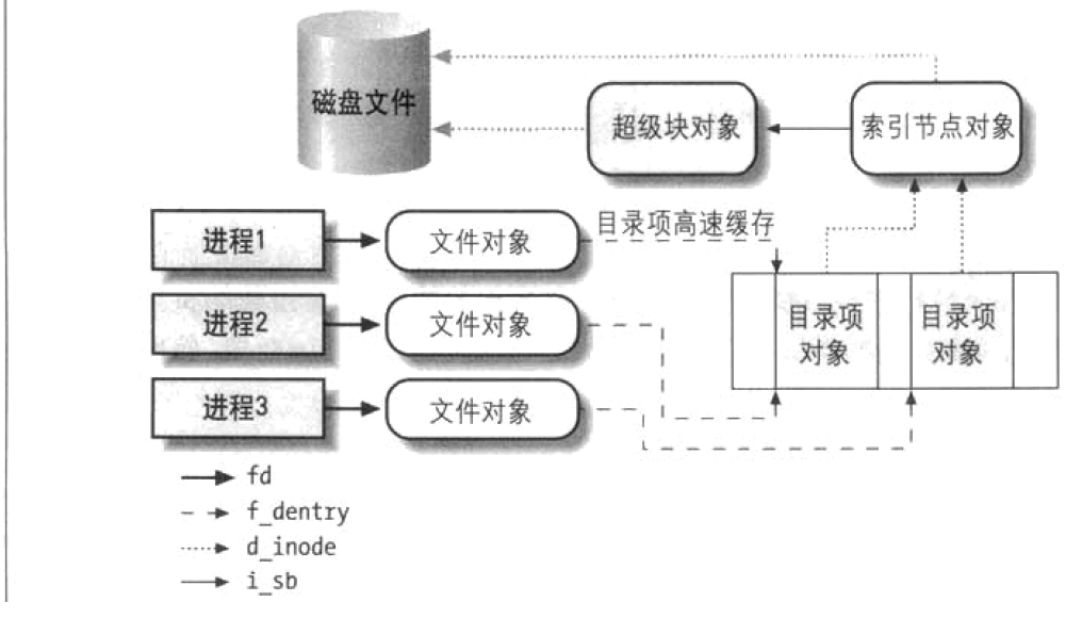 磁盘文件
超级块对象
索引节点对象
目录项高速缓存
进程1
文件对象
进程2
文件对象
进程3
文件对象
目录项
对象
目录项
对象
fd
f_dentry
d_inode
i_sb